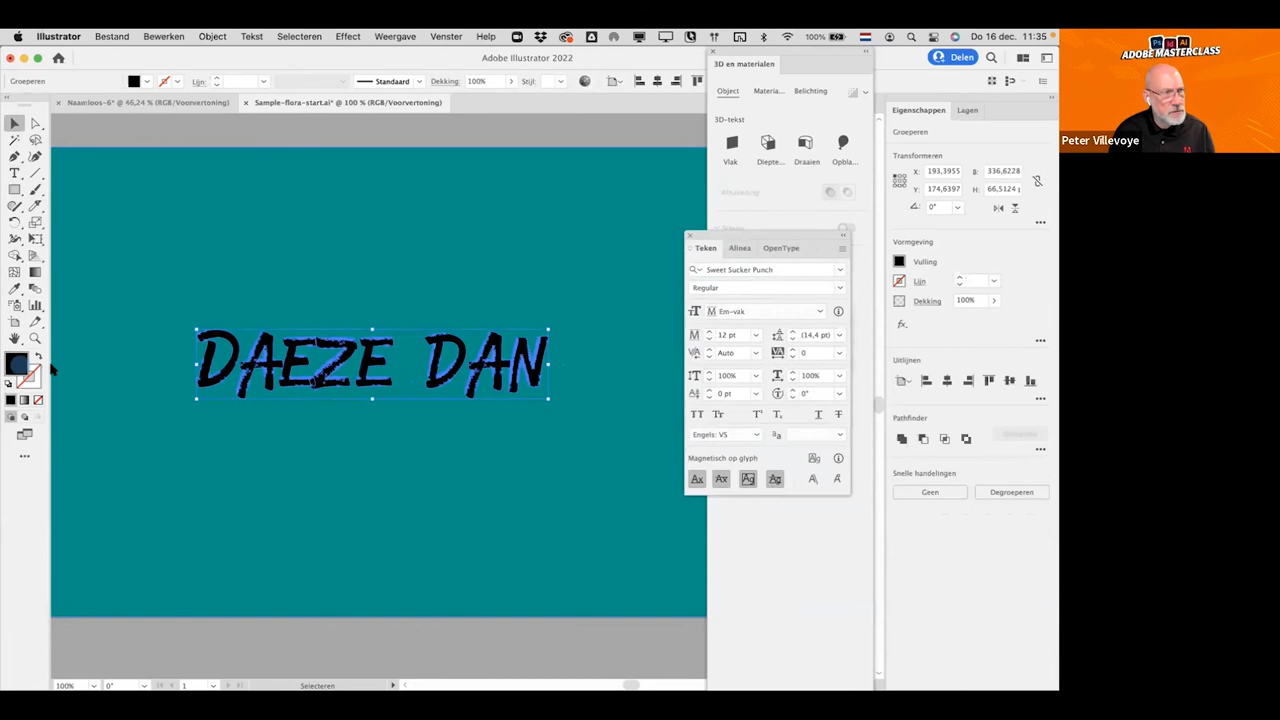 Illustrator Bestand Bewerken Object Tekst Selecteren Effect Weergave Venster Help 100% Do 16 dec. 11:35
Adobe Illustrator 2022
Delen
Groeperen Lijn: Standaard Dekking: 100% Stijl:
× Naamloos-6* @ 46,24 % (RGB/Voorvertoning) × Sample-flora-start.ai* @ 100 % (RGB/Voorvertoning)
3D en materialen
Object Materia... Belichting
3D-tekst
Vlak Diepte... Draaien Opbla...
Teken Alinea OpenType
Sweet Sucker Punch
Regular
Em-vak
12 pt (14,4 pt)
Auto 0
100% 100%
0 pt 0°
Engels: VS
Magnetisch op glyph
DAEZE DAN
Eigenschappen Lagen
Groeperen
Transformeren
X: 193,3955 B: 336,6228
Y: 174,6397 H: 66,5124
0°
Vormgeving
Vulling
Lijn
Dekking 100%
fx.
Uitlijnen
Pathfinder
Snelle handelingen
Geen Degroeperen
100% 0° 1 Selecteren
Ps Id Ai
ADOBE MASTERCLASS
Peter Villevoye